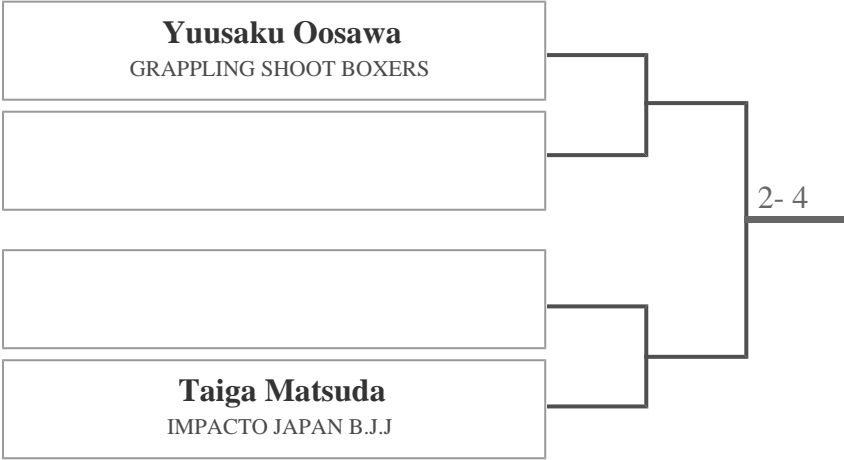 Yuusaku Oosawa
GRAPPLING SHOOT BOXERS
2- 4
Taiga Matsuda
IMPACTO JAPAN B.J.J